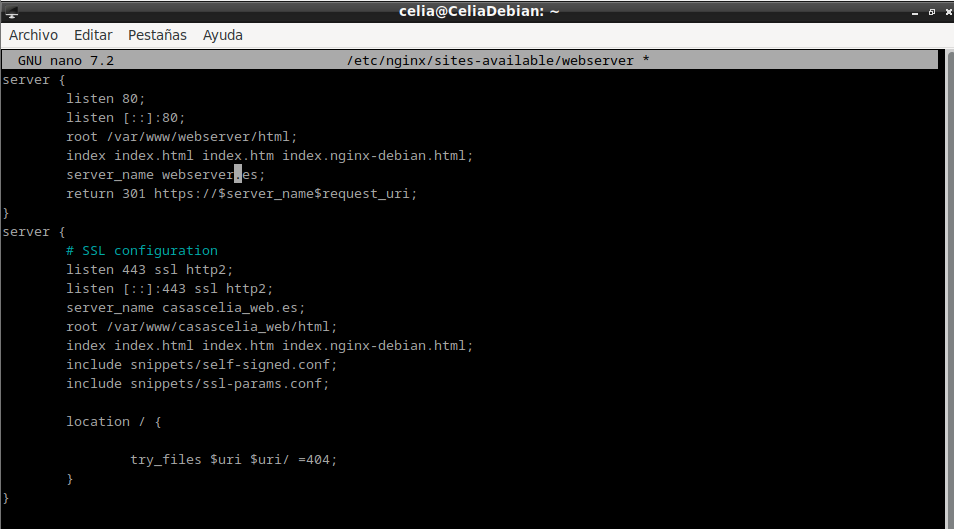 celia@CeliaDebian: ~
Archivo Editar Pestañas Ayuda
GNU nano 7.2 /etc/nginx/sites-available/webserver *
server {
listen 80;
listen [::]:80;
root /var/www/webserver/html;
index index.html index.htm index.nginx-debian.html;
server_name webserver.es;
return 301 https://$server_name$request_uri;
}
server {
# SSL configuration
listen 443 ssl http2;
listen [::]:443 ssl http2;
server_name casascelia_web.es;
root /var/www/casascelia_web/html;
index index.html index.htm index.nginx-debian.html;
include snippets/self-signed.conf;
include snippets/ssl-params.conf;
location / {
try_files $uri $uri/ =404;
}
}